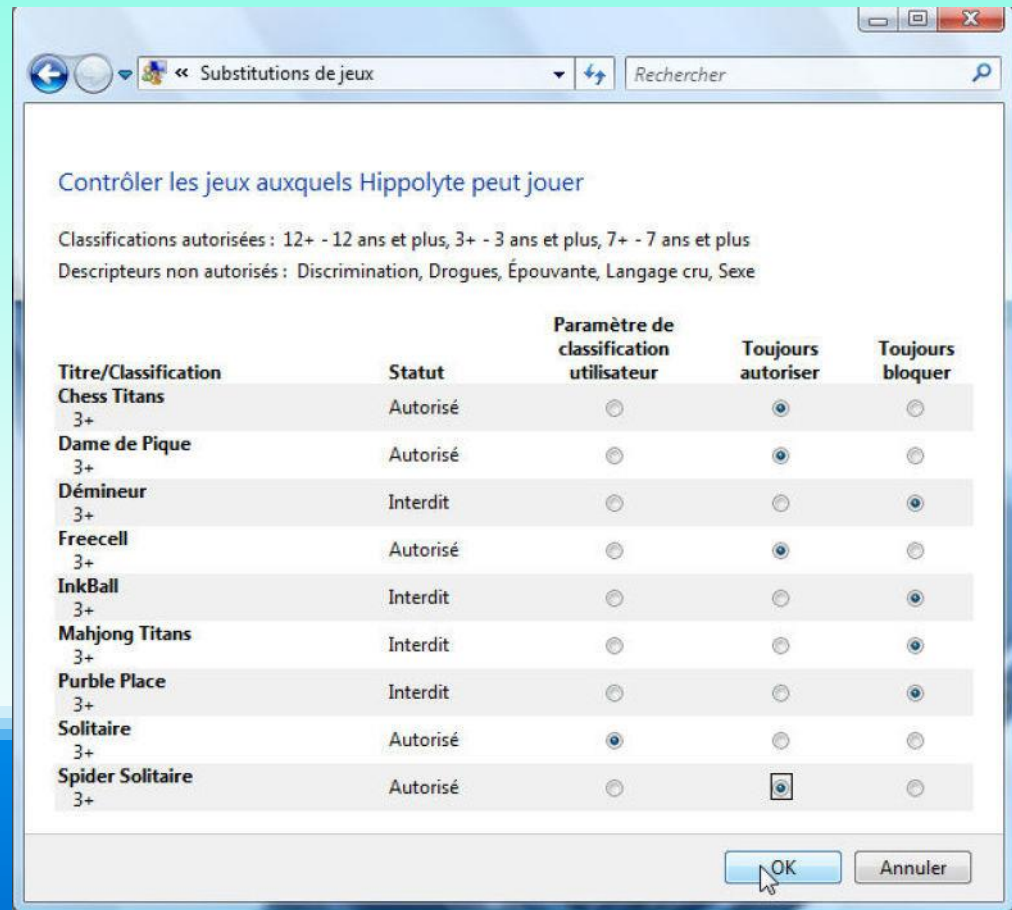 Substitutions de jeux
Rechercher
Contrôler les jeux auxquels Hippolyte peut jouer
Classifications autorisées : 12+ - 12 ans et plus, 3+ - 3 ans et plus, 7+ - 7 ans et plus
Descripteurs non autorisés : Discrimination, Drogues, Épouvante, Langage cru, Sexe
Titre/Classification Statut Paramètre de classification utilisateur Toujours autoriser Toujours bloquer
Chess Titans
3+ Autorisé
Dame de Pique
3+ Autorisé
Démineur
3+ Interdit
Freecell
3+ Autorisé
InkBall
3+ Interdit
Mahjong Titans
3+ Interdit
Purble Place
3+ Interdit
Solitaire
3+ Autorisé
Spider Solitaire
3+ Autorisé
OK Annuler